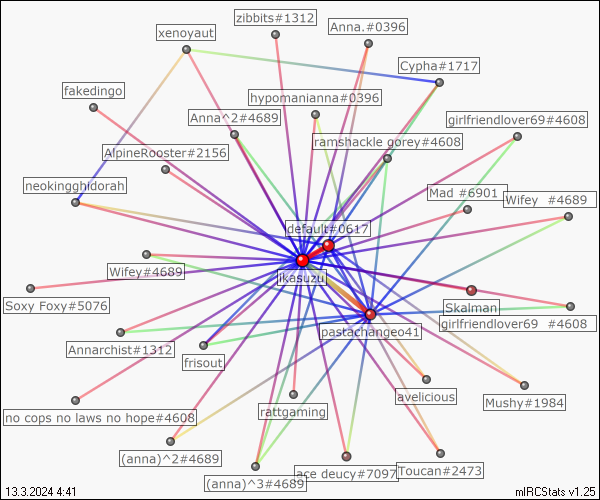 zibbits#1312
Anna.#0396
xenoyaut
Cypha#1717
fakedingo
hypomanianna#0396
Anna^2#4689
girlfriendlover69#4608
ramshackle gorey#4608
AlpineRooster#2156
neokingghidorah
Mad #6901
Wifey  #4689
default#0617
Wifey#4689
ikasuzu
Soxy Foxy#5076
Skalman
girlfriendlover69  #4608
pastachangeo41
Annarchist#1312
frisout
avelicious
Mushy#1984
rattgaming
no cops no laws no hope#4608
(anna)^2#4689
ace deucy#7097
Toucan#2473
(anna)^3#4689
13.3.2024 4:41
mIRCStats v1.25